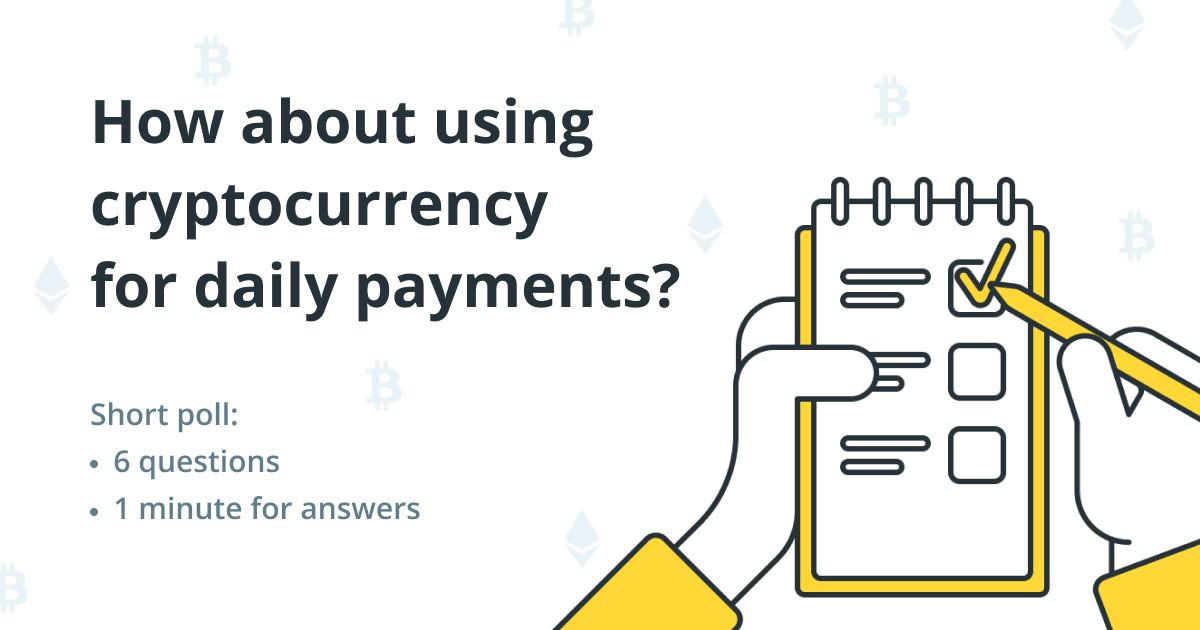 How about using
cryptocurrency
for daily payments?
Short poll:
• 6 questions
• 1 minute for answers